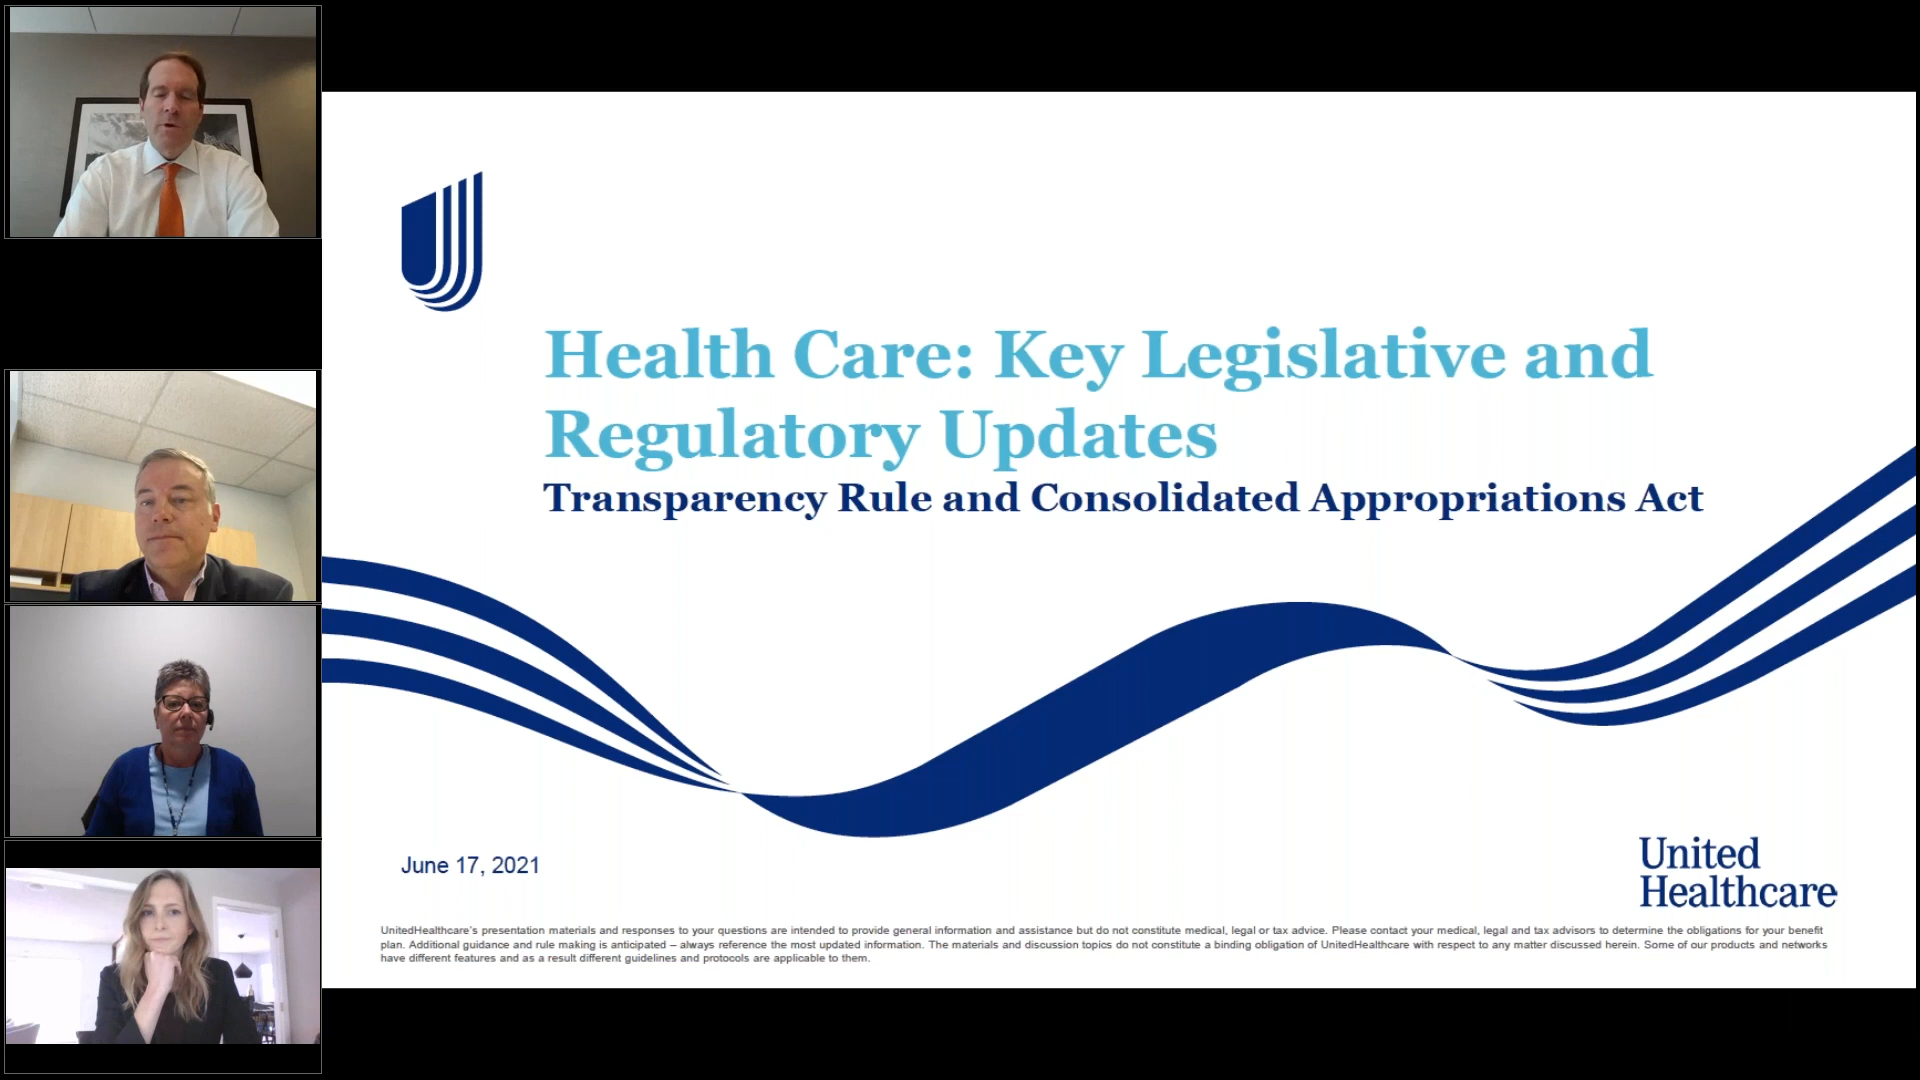 Health Care: Key Legislative and
Regulatory Updates
Transparency Rule and Consolidated Appropriations Act
June 17, 2021
United
Healthcare
UnitedHealthcare's presentation materials and responses to your questions are intended to provide general information and assistance but do not constitute medical, legal or tax advice. Please contact your medical, legal and tax advisors to determine the obligations for your benefit
plan. Additional guidance and rule making is anticipated – always reference the most updated information. The materials and discussion topics do not constitute a binding obligation of UnitedHealthcare with respect to any matter discussed herein. Some of our products and networks
have different features and as a result different guidelines and protocols are applicable to them.